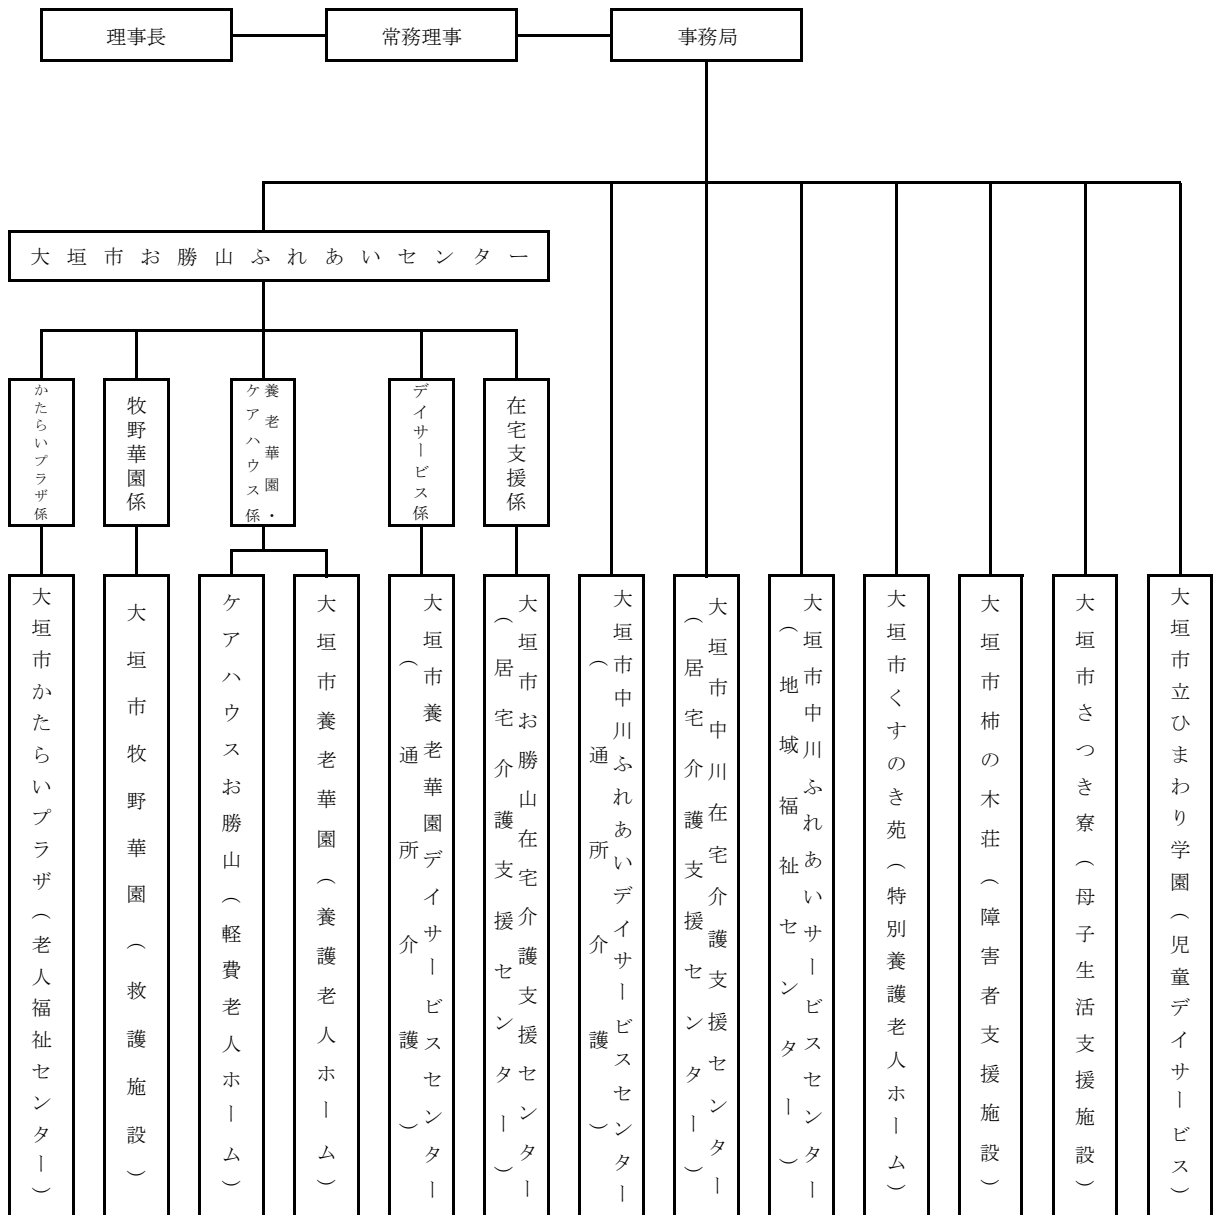 理事長
常務理事
事務局
大垣市お勝山ふれあいセンター
かたらいプラザ係
牧野華園係
養老華園・
ケアハウス係
デイサービス係
在宅支援係
大垣市かたらいプラザ（老人福祉センター）
大垣市牧野華園（救護施設）
ケアハウスお勝山（軽費老人ホーム）
大垣市養老華園（養護老人ホーム）
大垣市養老華園デイサービスセンター
（通所介護）
大垣市お勝山在宅介護支援センター
（居宅介護支援センター）
大垣市中川ふれあいデイサービスセンター
（通所介護）
大垣市中川在宅介護支援センター
（居宅介護支援センター）
大垣市中川ふれあいサービスセンター
（地域福祉センター）
大垣市くすのき苑（特別養護老人ホーム）
大垣市柿の木荘（障害者支援施設）
大垣市さつき寮（母子生活支援施設）
大垣市立ひまわり学園（児童デイサービス）